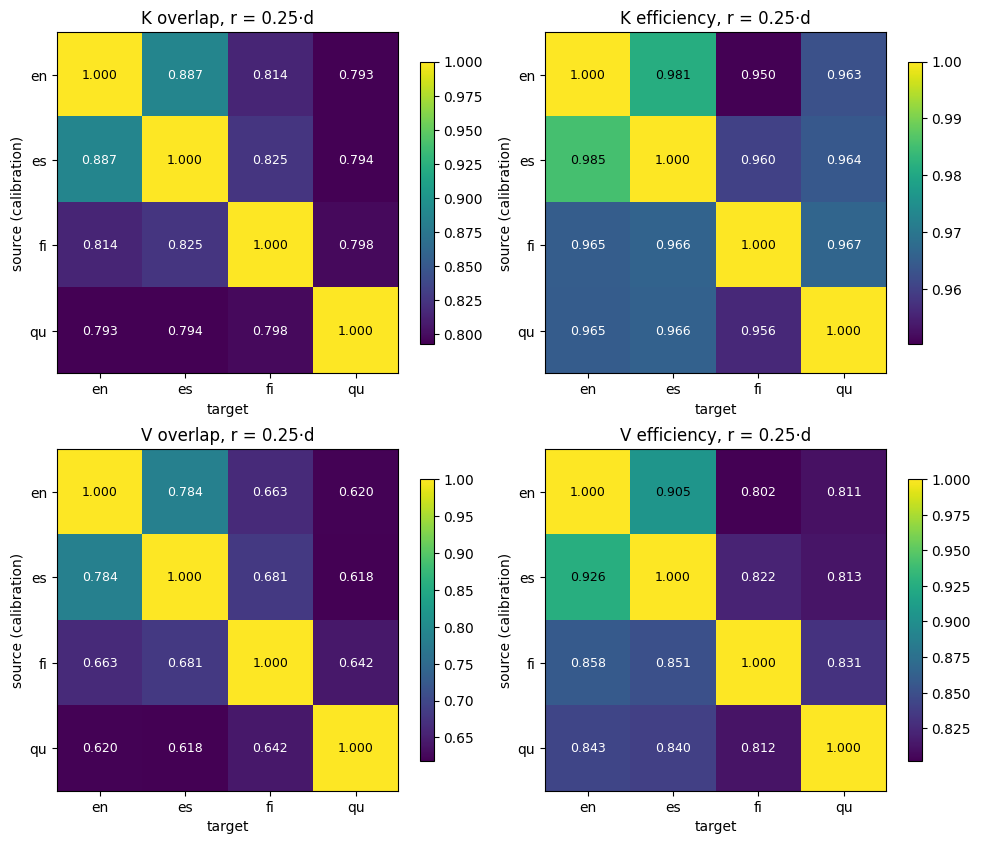 K overlap, r = 0.25·d
source (calibration)
en 1.000 0.887 0.814 0.793
es 0.887 1.000 0.825 0.794
fi 0.814 0.825 1.000 0.798
qu 0.793 0.794 0.798 1.000
en es fi qu
target
1.000
0.975
0.950
0.925
0.900
0.875
0.850
0.825
0.800
K efficiency, r = 0.25·d
source (calibration)
en 1.000 0.981 0.950 0.963
es 0.985 1.000 0.960 0.964
fi 0.965 0.966 1.000 0.967
qu 0.965 0.966 0.956 1.000
en es fi qu
target
1.00
0.99
0.98
0.97
0.96
V overlap, r = 0.25·d
source (calibration)
en 1.000 0.784 0.663 0.620
es 0.784 1.000 0.681 0.618
fi 0.663 0.681 1.000 0.642
qu 0.620 0.618 0.642 1.000
en es fi qu
target
1.00
0.95
0.90
0.85
0.80
0.75
0.70
0.65
V efficiency, r = 0.25·d
source (calibration)
en 1.000 0.905 0.802 0.811
es 0.926 1.000 0.822 0.813
fi 0.858 0.851 1.000 0.831
qu 0.843 0.840 0.812 1.000
en es fi qu
target
1.000
0.975
0.950
0.925
0.900
0.875
0.850
0.825